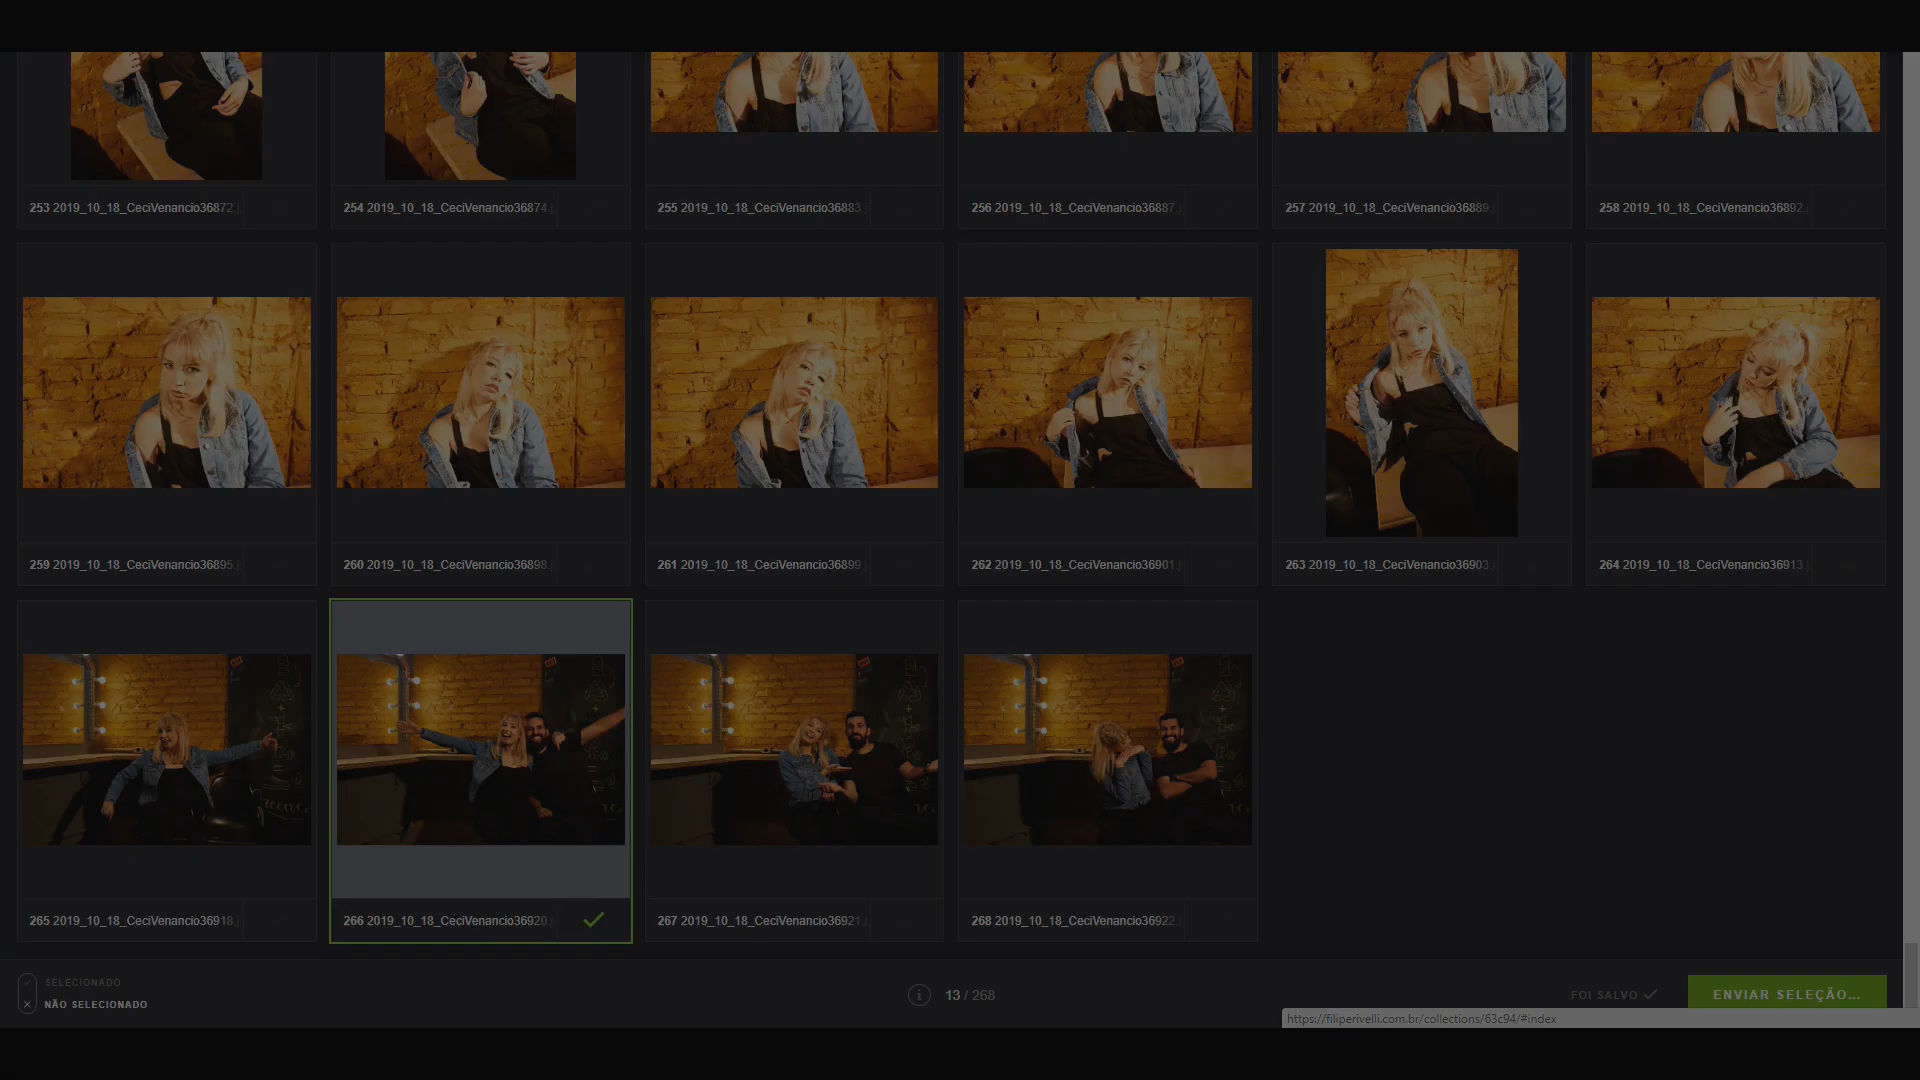 253 2019_10_18_CeciVenancio36872.j
254 2019_10_18_CeciVenancio36874.j
255 2019_10_18_CeciVenancio36883.j
256 2019_10_18_CeciVenancio36887.j
257 2019_10_18_CeciVenancio36889.j
258 2019_10_18_CeciVenancio36892.j
259 2019_10_18_CeciVenancio36895.j
260 2019_10_18_CeciVenancio36898.j
261 2019_10_18_CeciVenancio36899.j
262 2019_10_18_CeciVenancio36901.j
263 2019_10_18_CeciVenancio36903.j
264 2019_10_18_CeciVenancio36913.j
265 2019_10_18_CeciVenancio36918.j
266 2019_10_18_CeciVenancio36920.j
267 2019_10_18_CeciVenancio36921.j
268 2019_10_18_CeciVenancio36922.j
SELECIONADO
NÃO SELECIONADO
13 / 268
FOI SALVO
ENVIAR SELEÇÃO...
https://filiperivelli.com.br/collections/63c94/#index